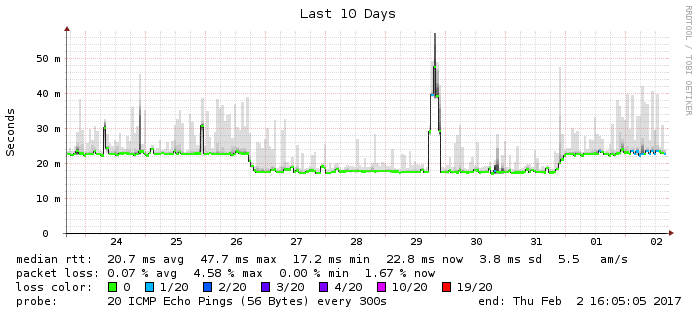 Last 10 Days
RRDTOOL / TOBI OETIKER
Seconds
50 m
40 m
30 m
20 m
10 m
0
24 25 26 27 28 29 30 31 01 02
median rtt: 20.7 ms avg 47.7 ms max 17.2 ms min 22.8 ms now 3.8 ms sd 5.5 am/s
packet loss: 0.07 % avg 4.58 % max 0.00 % min 1.67 % now
loss color: 0 1/20 2/20 3/20 4/20 10/20 19/20
probe: 20 ICMP Echo Pings (56 Bytes) every 300s end: Thu Feb 2 16:05:05 2017